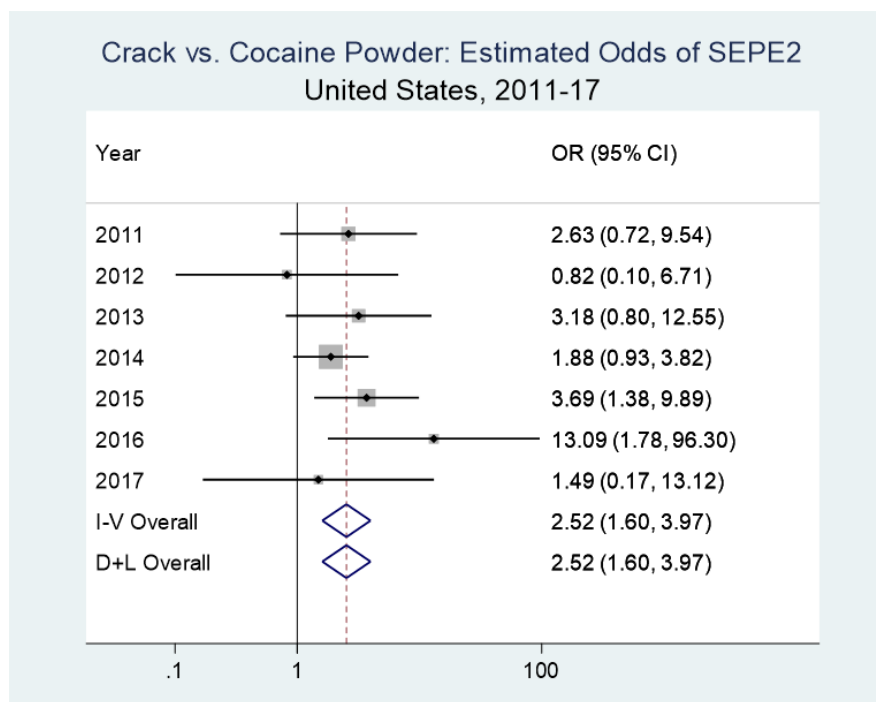 Crack vs. Cocaine Powder: Estimated Odds of SEPE2
United States, 2011-17
Year OR (95% CI)
2011 2.63 (0.72, 9.54)
2012 0.82 (0.10, 6.71)
2013 3.18 (0.80, 12.55)
2014 1.88 (0.93, 3.82)
2015 3.69 (1.38, 9.89)
2016 13.09 (1.78, 96.30)
2017 1.49 (0.17, 13.12)
I-V Overall 2.52 (1.60, 3.97)
D+L Overall 2.52 (1.60, 3.97)
.1 1 100